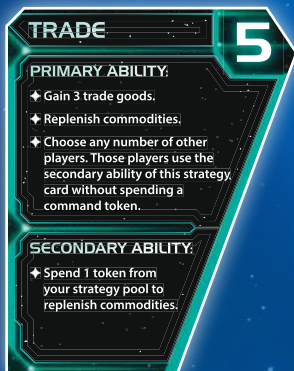 TRADE
5
PRIMARY ABILITY:
Gain 3 trade goods.
Replenish commodities.
Choose any number of other
players. Those players use the
secondary ability of this strategy
card without spending a
command token.
SECONDARY ABILITY:
Spend 1 token from
your strategy pool to
replenish commodities.